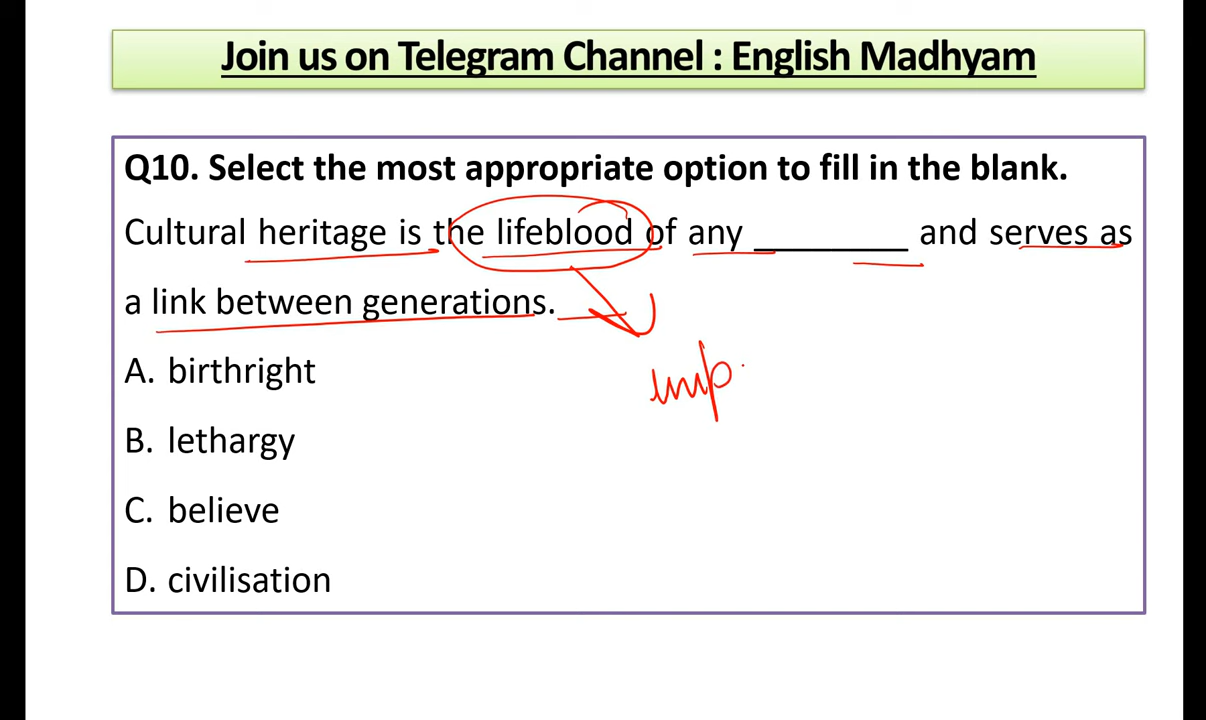 Join us on Telegram Channel : English Madhyam
Q10. Select the most appropriate option to fill in the blank.
Cultural heritage is the lifeblood of any __________ and serves as
a link between generations.
imp.
A. birthright
B. lethargy
C. believe
D. civilisation